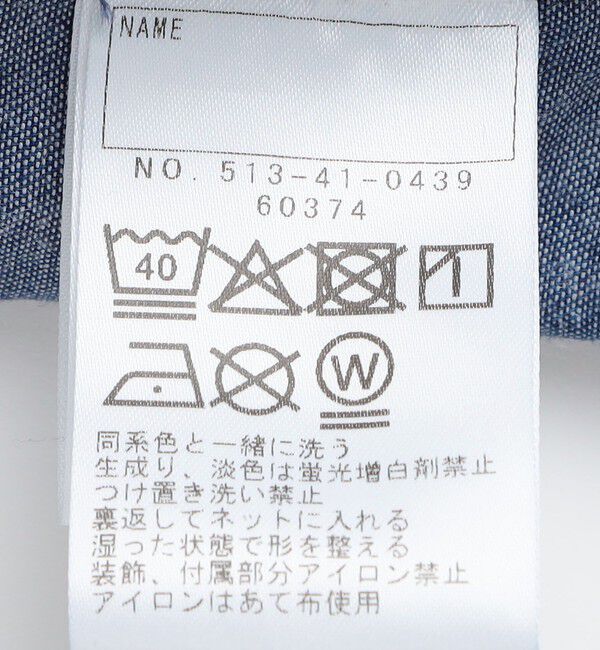 NAME
NO. 513-41-0439
60374
40
W
同系色と一緒に洗う
生成り、淡色は蛍光増白剤禁止
つけ置き洗い禁止
裏返してネットに入れる
湿った状態で形を整える
装飾、付属部分アイロン禁止
アイロンはあて布使用